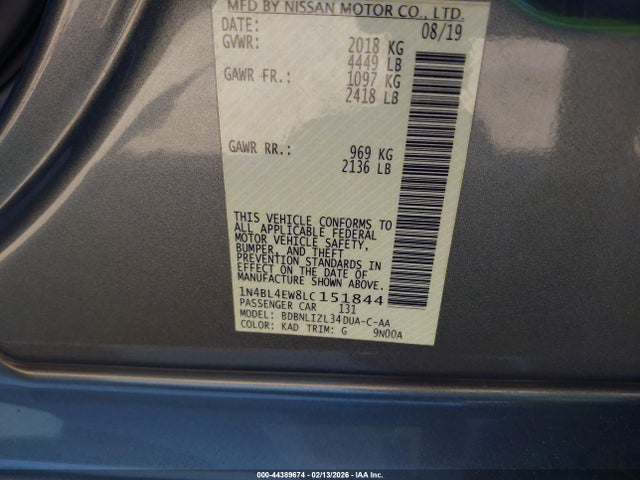 MFD BY NISSAN MOTOR CO., LTD.
DATE: 08/19
GVWR: 2018 KG
4449 LB
GAWR FR.: 1097 KG
2418 LB
GAWR RR.: 969 KG
2136 LB
THIS VEHICLE CONFORMS TO
ALL APPLICABLE FEDERAL
MOTOR VEHICLE SAFETY,
BUMPER, AND THEFT
PREVENTION STANDARDS IN
EFFECT ON THE DATE OF
MANUFACTURE SHOWN ABOVE.
1N4BL4EW8LC151844
PASSENGER CAR 131
MODEL: BDBNLIZL34DUA-C-AA
COLOR: KAD TRIM: G 9N00A
000-44389674 - 02/13/2026 - IAA Inc.